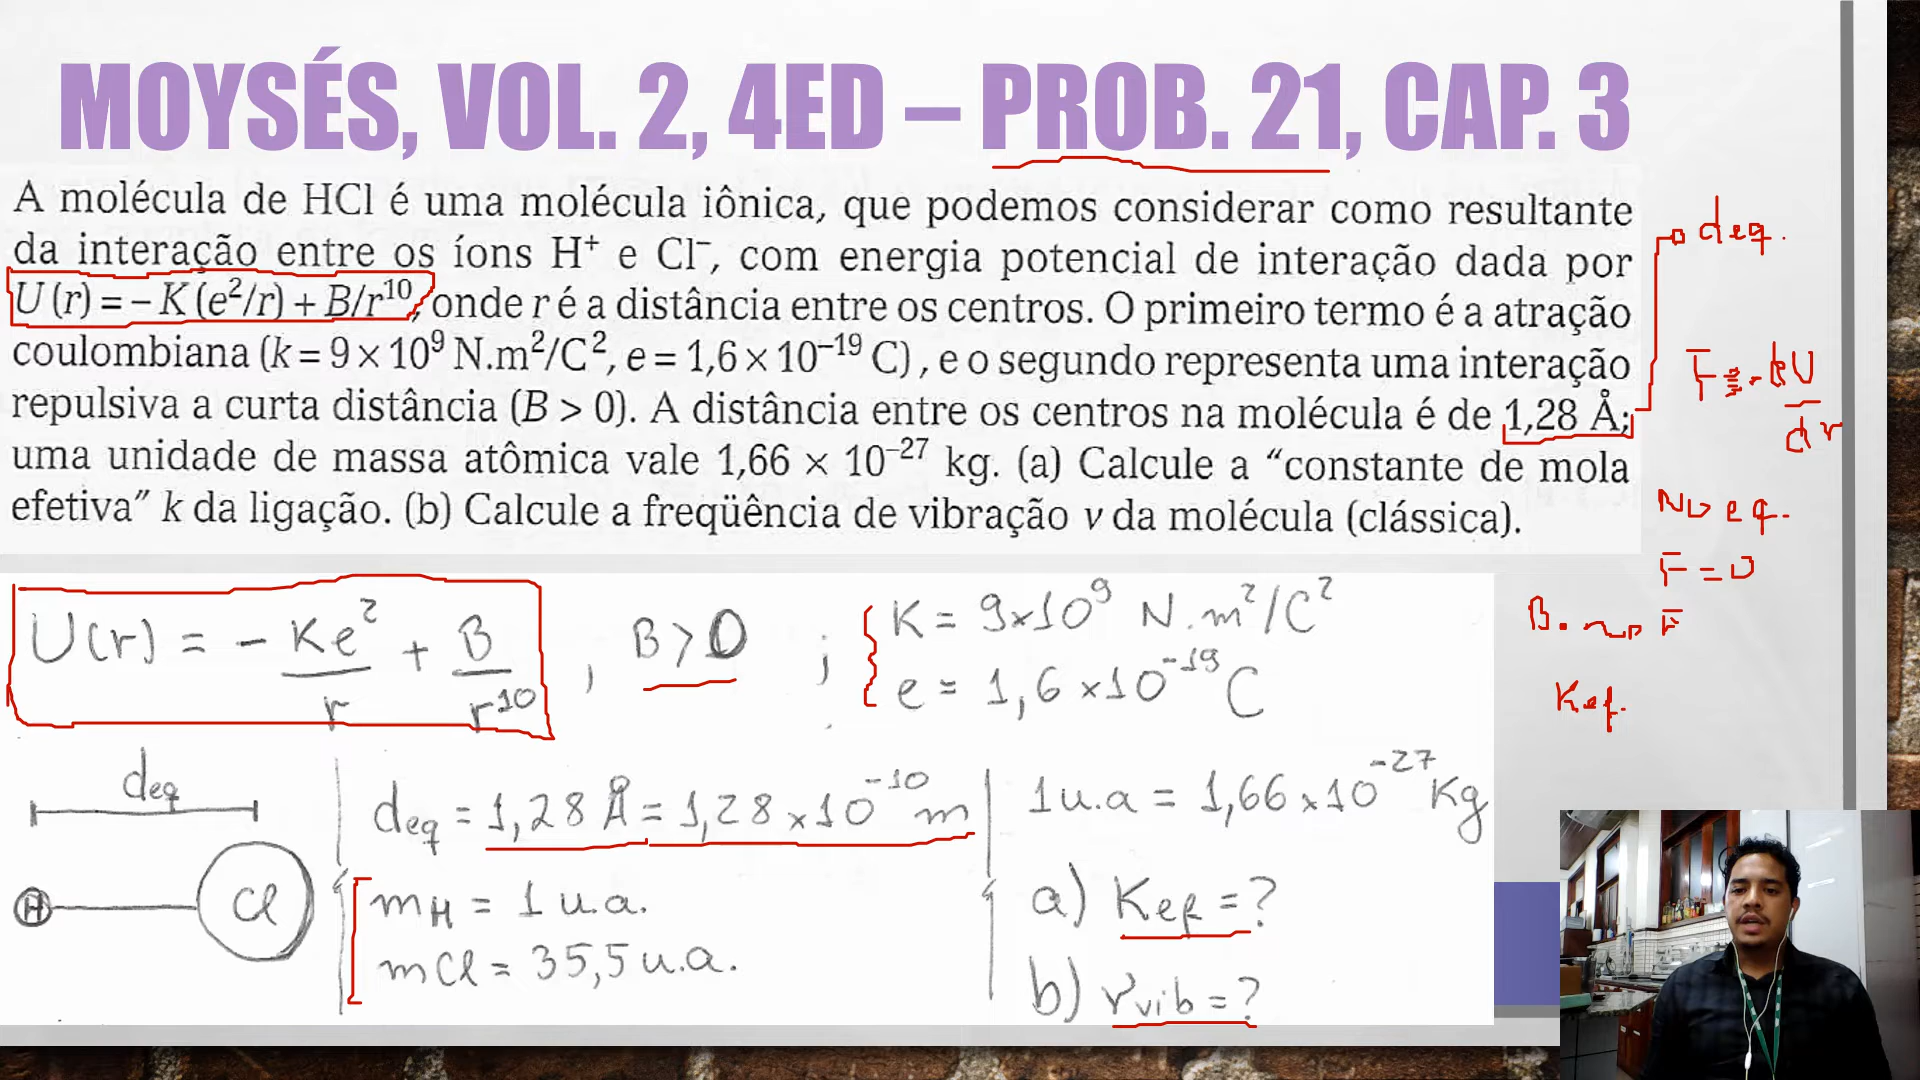 MOYSÉS, VOL. 2, 4ED – PROB. 21, CAP. 3
A molécula de HCl é uma molécula iônica, que podemos considerar como resultante
da interação entre os íons H⁺ e Cl⁻, com energia potencial de interação dada por
U (r) = – K (e²/r) + B/r¹⁰, onde r é a distância entre os centros. O primeiro termo é a atração
coulombiana (k = 9 × 10⁹ N.m²/C², e = 1,6 × 10⁻¹⁹ C) , e o segundo representa uma interação
repulsiva a curta distância (B > 0). A distância entre os centros na molécula é de 1,28 Å;
uma unidade de massa atômica vale 1,66 × 10⁻²⁷ kg. (a) Calcule a “constante de mola
efetiva” k da ligação. (b) Calcule a freqüência de vibração ν da molécula (clássica).
deq.
F = - dU/dr
No eq.
F = 0
B. → F
Kef.
U(r) = - Ke²/r + B/r¹⁰ , B > 0 ;
K = 9×10⁹ N.m²/C²
e = 1,6 ×10⁻¹⁹ C
deq
H
Cl
deq = 1,28 Å = 1,28 ×10⁻¹⁰ m
mH = 1 u.a.
mCl = 35,5 u.a.
1 u.a = 1,66 ×10⁻²⁷ Kg
a) Kef = ?
b) νvib = ?